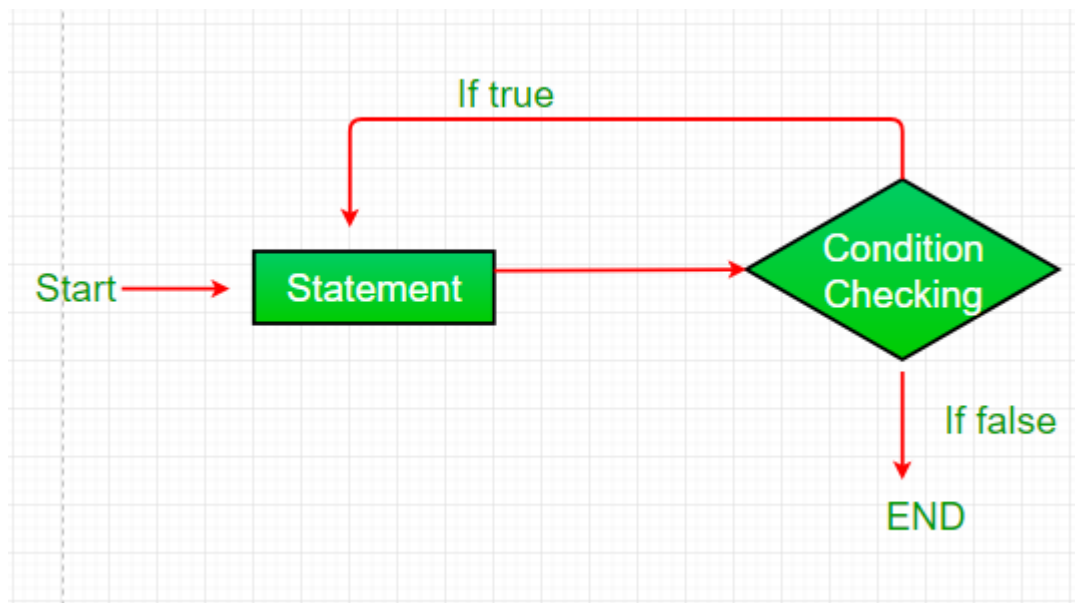 If true
Start
Statement
Condition
Checking
If false
END